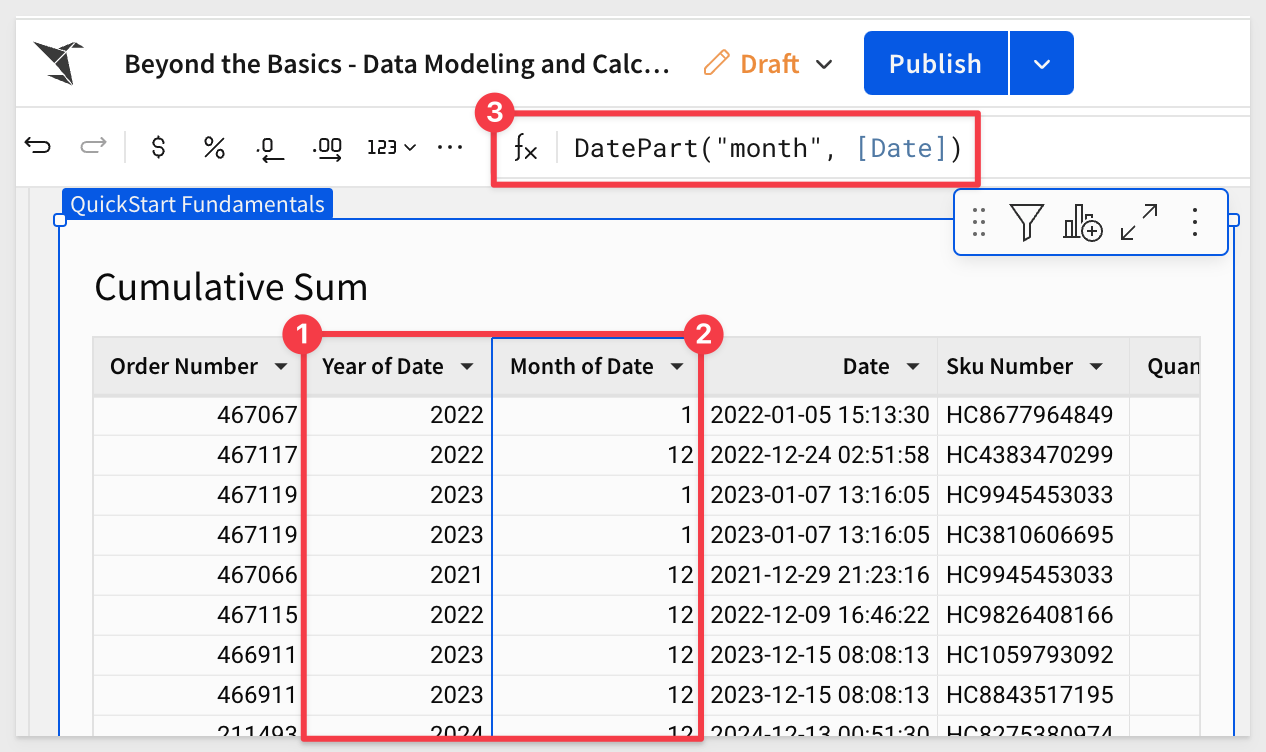 Beyond the Basics - Data Modeling and Calc...
Draft
Publish
3
$ % .0 .00 123 ...
fx DatePart("month", [Date])
QuickStart Fundamentals
Cumulative Sum
1 2
Order Number Year of Date Month of Date Date Sku Number Quan
467067 2022 1 2022-01-05 15:13:30 HC8677964849
467117 2022 12 2022-12-24 02:51:58 HC4383470299
467119 2023 1 2023-01-07 13:16:05 HC9945453033
467119 2023 1 2023-01-07 13:16:05 HC3810606695
467066 2021 12 2021-12-29 21:23:16 HC9945453033
467115 2022 12 2022-12-09 16:46:22 HC9826408166
466911 2023 12 2023-12-15 08:08:13 HC1059793092
466911 2023 12 2023-12-15 08:08:13 HC8843517195
211493 2024 12 2024-12-13 00:51:30 HC8275380974